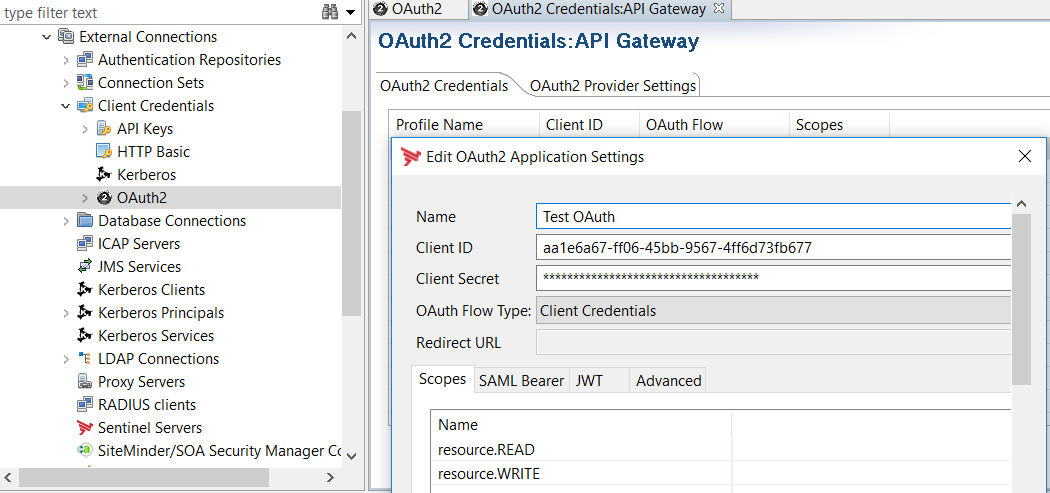 type filter text
External Connections
Authentication Repositories
Connection Sets
Client Credentials
API Keys
HTTP Basic
Kerberos
OAuth2
Database Connections
ICAP Servers
JMS Services
Kerberos Clients
Kerberos Principals
Kerberos Services
LDAP Connections
Proxy Servers
RADIUS clients
Sentinel Servers
SiteMinder/SOA Security Manager Co
OAuth2
OAuth2 Credentials:API Gateway
OAuth2 Credentials:API Gateway
OAuth2 Credentials
OAuth2 Provider Settings
Profile Name Client ID OAuth Flow Scopes
Edit OAuth2 Application Settings
Name Test OAuth
Client ID aa1e6a67-ff06-45bb-9567-4ff6d73fb677
Client Secret ************************************
OAuth Flow Type: Client Credentials
Redirect URL
Scopes SAML Bearer JWT Advanced
Name
resource.READ
resource.WRITE